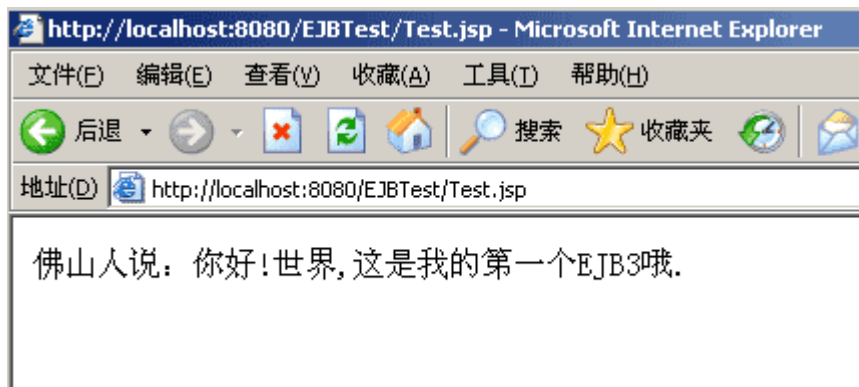 http://localhost:8080/EJBTest/Test.jsp - Microsoft Internet Explorer
文件(F) 编辑(E) 查看(V) 收藏(A) 工具(T) 帮助(H)
后退 搜索 收藏夹
地址(D) http://localhost:8080/EJBTest/Test.jsp
佛山人说：你好!世界,这是我的第一个EJB3哦.